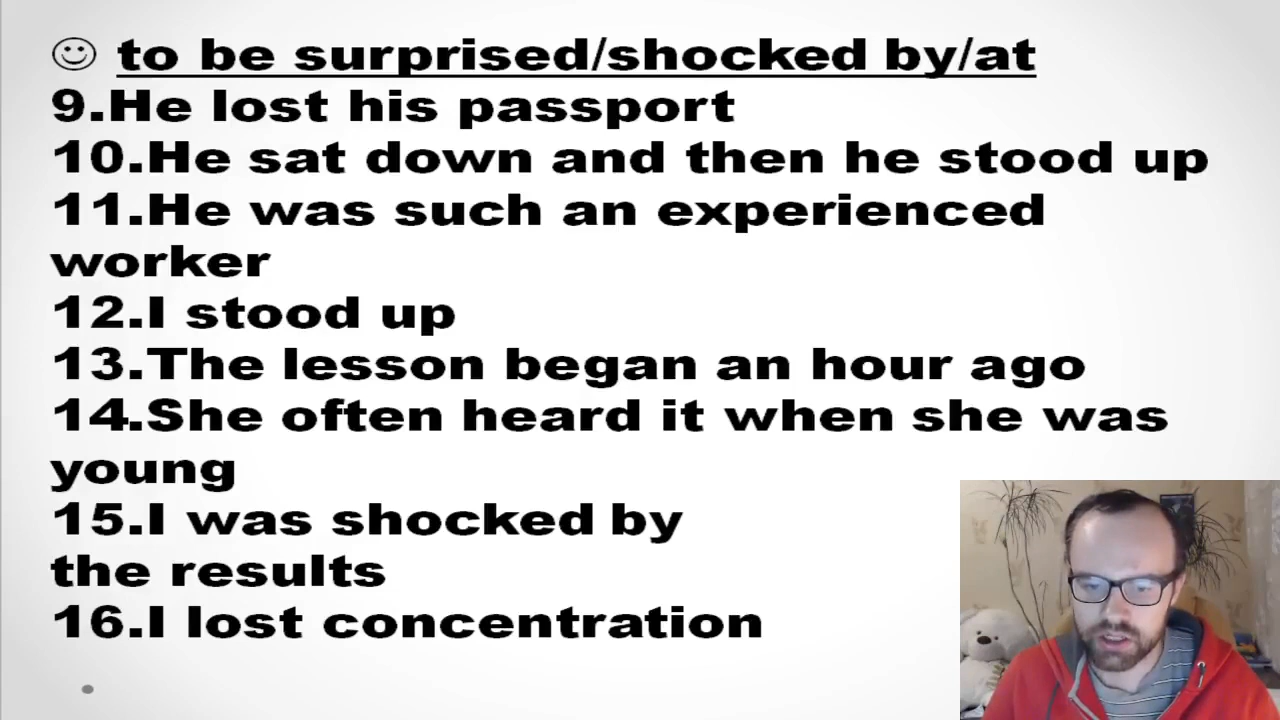 ☺ to be surprised/shocked by/at
9.He lost his passport
10.He sat down and then he stood up
11.He was such an experienced
worker
12.I stood up
13.The lesson began an hour ago
14.She often heard it when she was
young
15.I was shocked by
the results
16.I lost concentration